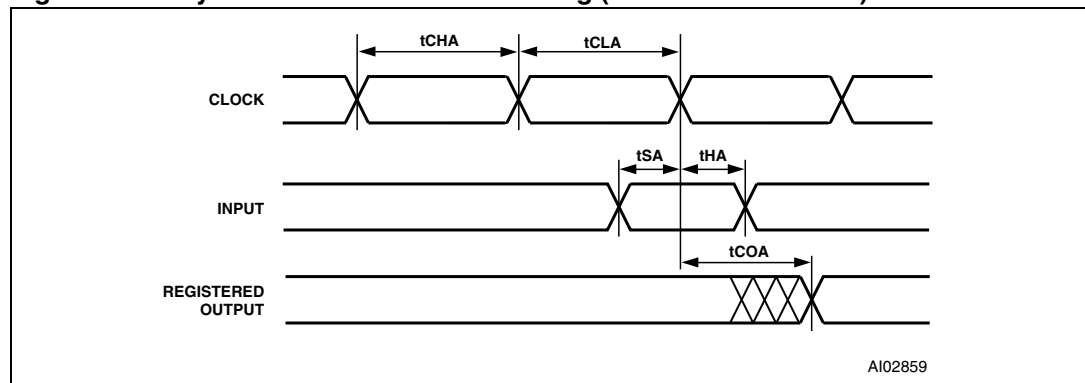 tCHA tCLA
CLOCK
tSA tHA
INPUT
tCOA
REGISTERED
OUTPUT
AI02859